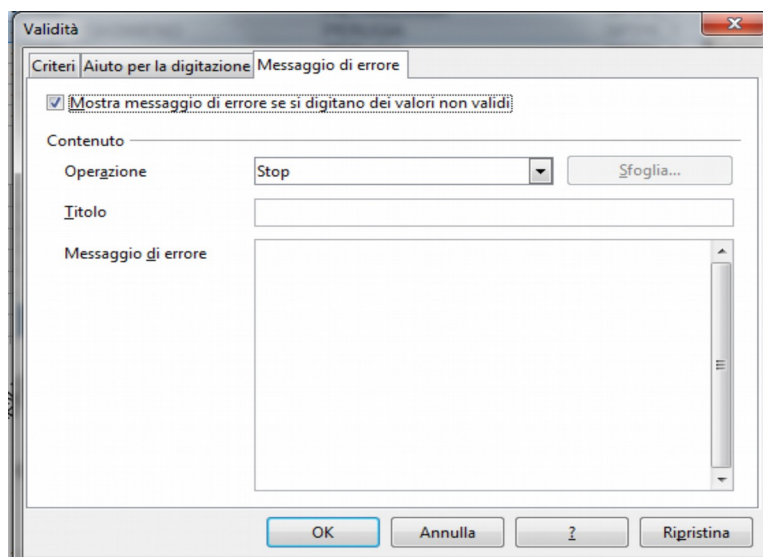 Validità
Criteri Aiuto per la digitazione Messaggio di errore
Mostra messaggio di errore se si digitano dei valori non validi
Contenuto
Operazione Stop Sfoglia...
Titolo
Messaggio di errore
OK Annulla ? Ripristina